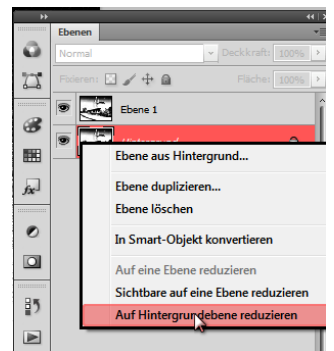 Ebenen
Normal
Deckkraft: 100%
Fixieren:
Fläche: 100%
Ebene 1
Ebene aus Hintergrund...
Ebene duplizieren...
Ebene löschen
In Smart-Objekt konvertieren
Auf eine Ebene reduzieren
Sichtbare auf eine Ebene reduzieren
Auf Hintergrundebene reduzieren